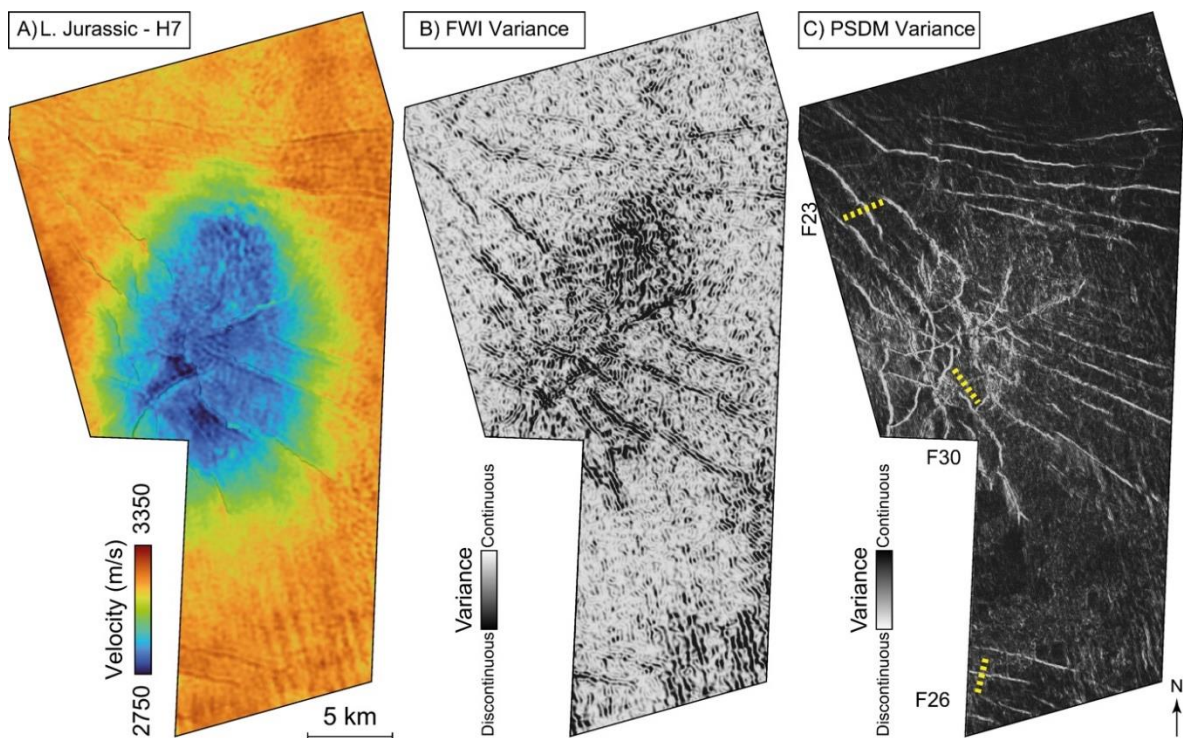 A) L. Jurassic - H7
B) FWI Variance
C) PSDM Variance
F23
F30
F26
Velocity (m/s)
2750
3350
5 km
Variance
Discontinuous
Continuous
Variance
Discontinuous
Continuous
N